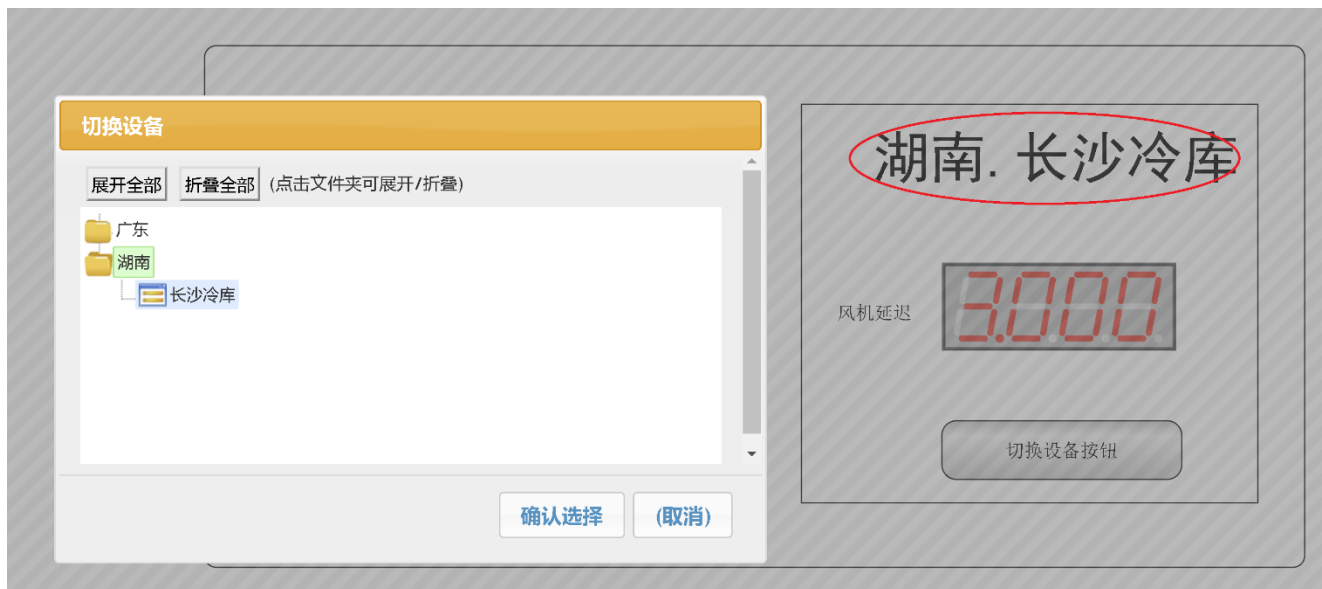 切换设备
展开全部 折叠全部 (点击文件夹可展开/折叠)
广东
湖南
长沙冷库
确认选择 (取消)
湖南. 长沙冷库
风机延迟 3.000
切换设备按钮